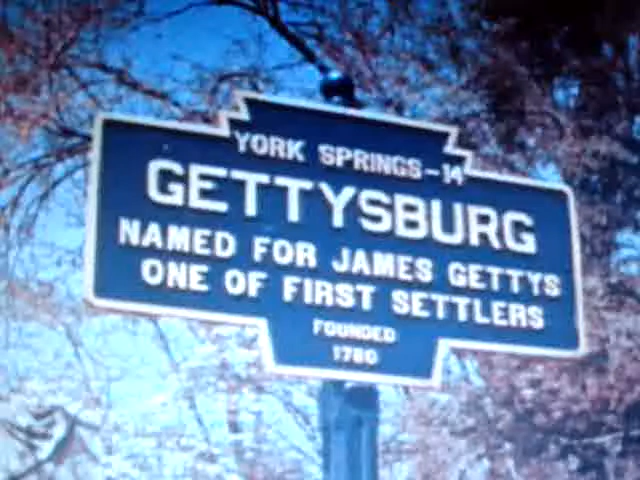 YORK SPRINGS-14
GETTYSBURG
NAMED FOR JAMES GETTYS
ONE OF FIRST SETTLERS
FOUNDED
1780